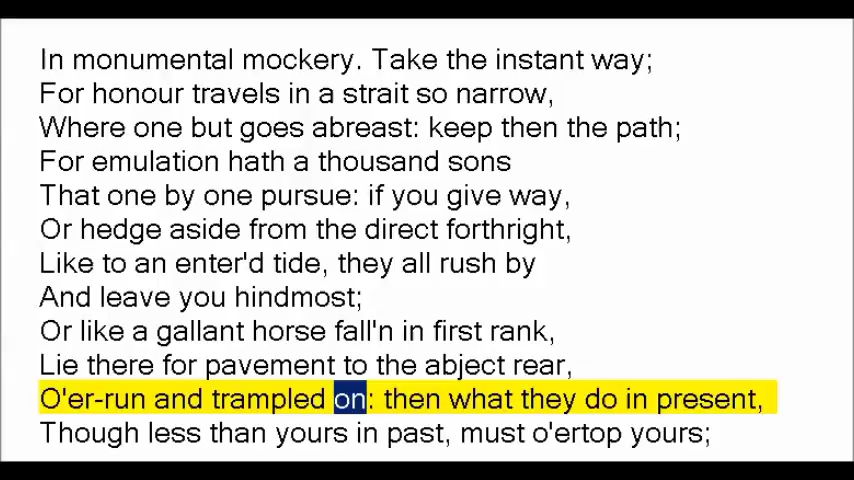 In monumental mockery. Take the instant way;
For honour travels in a strait so narrow,
Where one but goes abreast: keep then the path;
For emulation hath a thousand sons
That one by one pursue: if you give way,
Or hedge aside from the direct forthright,
Like to an enter'd tide, they all rush by
And leave you hindmost;
Or like a gallant horse fall'n in first rank,
Lie there for pavement to the abject rear,
O'er-run and trampled on: then what they do in present,
Though less than yours in past, must o'ertop yours;